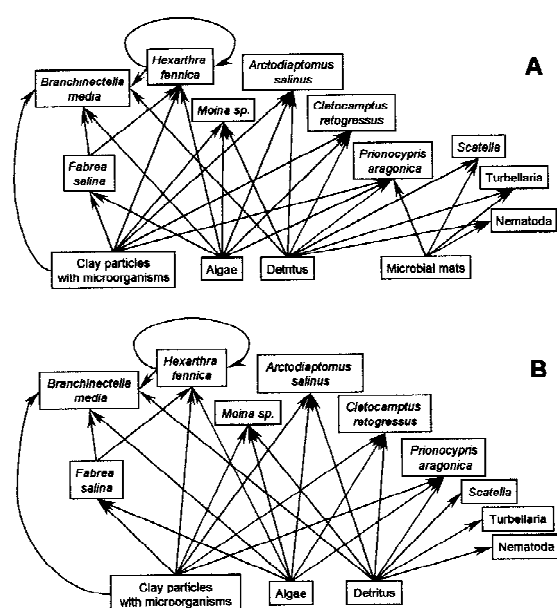 Hexarthra
fennica
Arctodiaptomus
salinus
A
Branchinectella
media
Moina sp.
Cletocamptus
retogressus
Prionocypris
aragonica
Scatella
Fabrea
salina
Turbellaria
Nematoda
Clay particles
with microorganisms
Algae
Detritus
Microbial mats
Hexarthra
fennica
Arctodiaptomus
salinus
B
Branchinectella
media
Moina sp.
Cletocamptus
retogressus
Prionocypris
aragonica
Fabrea
salina
Scatella
Turbellaria
Nematoda
Clay particles
with microorganisms
Algae
Detritus